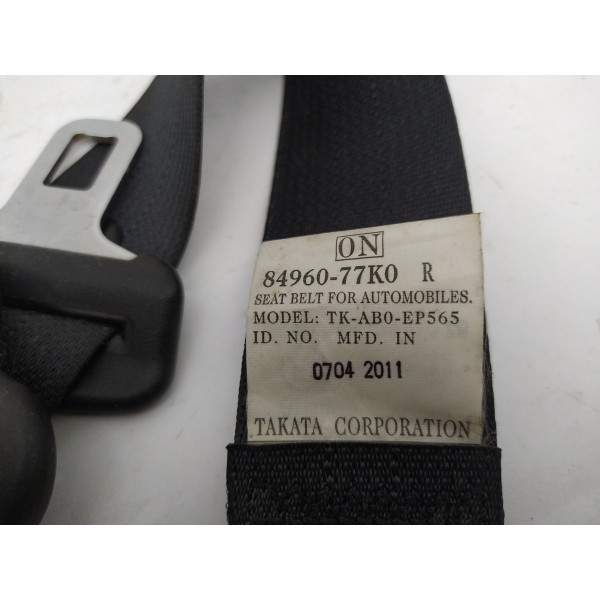 ON
84960-77K0 R
SEAT BELT FOR AUTOMOBILES.
MODEL: TK-AB0-EP565
ID. NO. MFD. IN
0704 2011
TAKATA CORPORATION